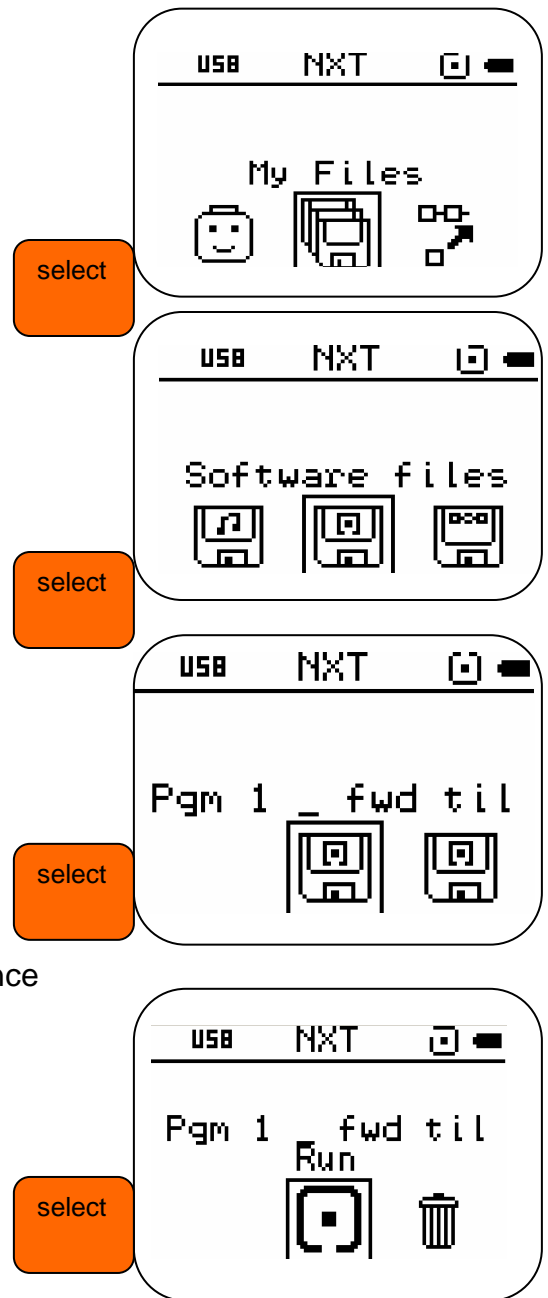 USB NXT
My Files
select
USB NXT
Software files
select
USB NXT
Pgm 1 _ fwd til
select
nce
USB NXT
Pgm 1 _ fwd til
Run
select